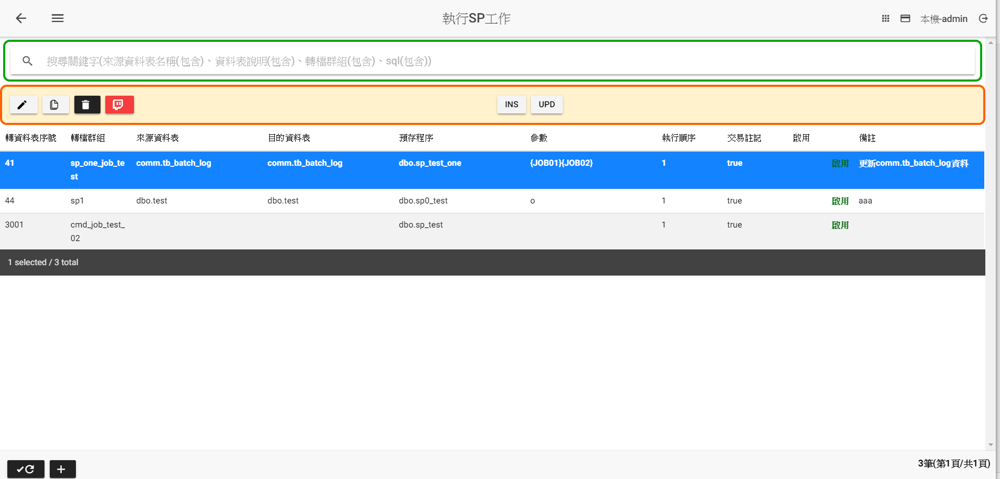 執行SP工作
本機-admin
搜尋關鍵字(來源資料表名稱(包含)、資料表說明(包含)、轉檔群組(包含)、sql(包含))
INS UPD
轉資料表序號 轉檔群組 來源資料表 目的資料表 預存程序 參數 執行順序 交易註記 啟用 備註
41 sp_one_job_te comm.tb_batch_log comm.tb_batch_log dbo.sp_test_one {JOB01}{JOB02} 1 true 啟用 更新comm.tb_batch_log資料
st
44 sp1 dbo.test dbo.test dbo.sp0_test o 1 true 啟用 aaa
3001 cmd_job_test_ dbo.sp_test 1 true 啟用
02
1 selected / 3 total
3筆(第1頁/共1頁)